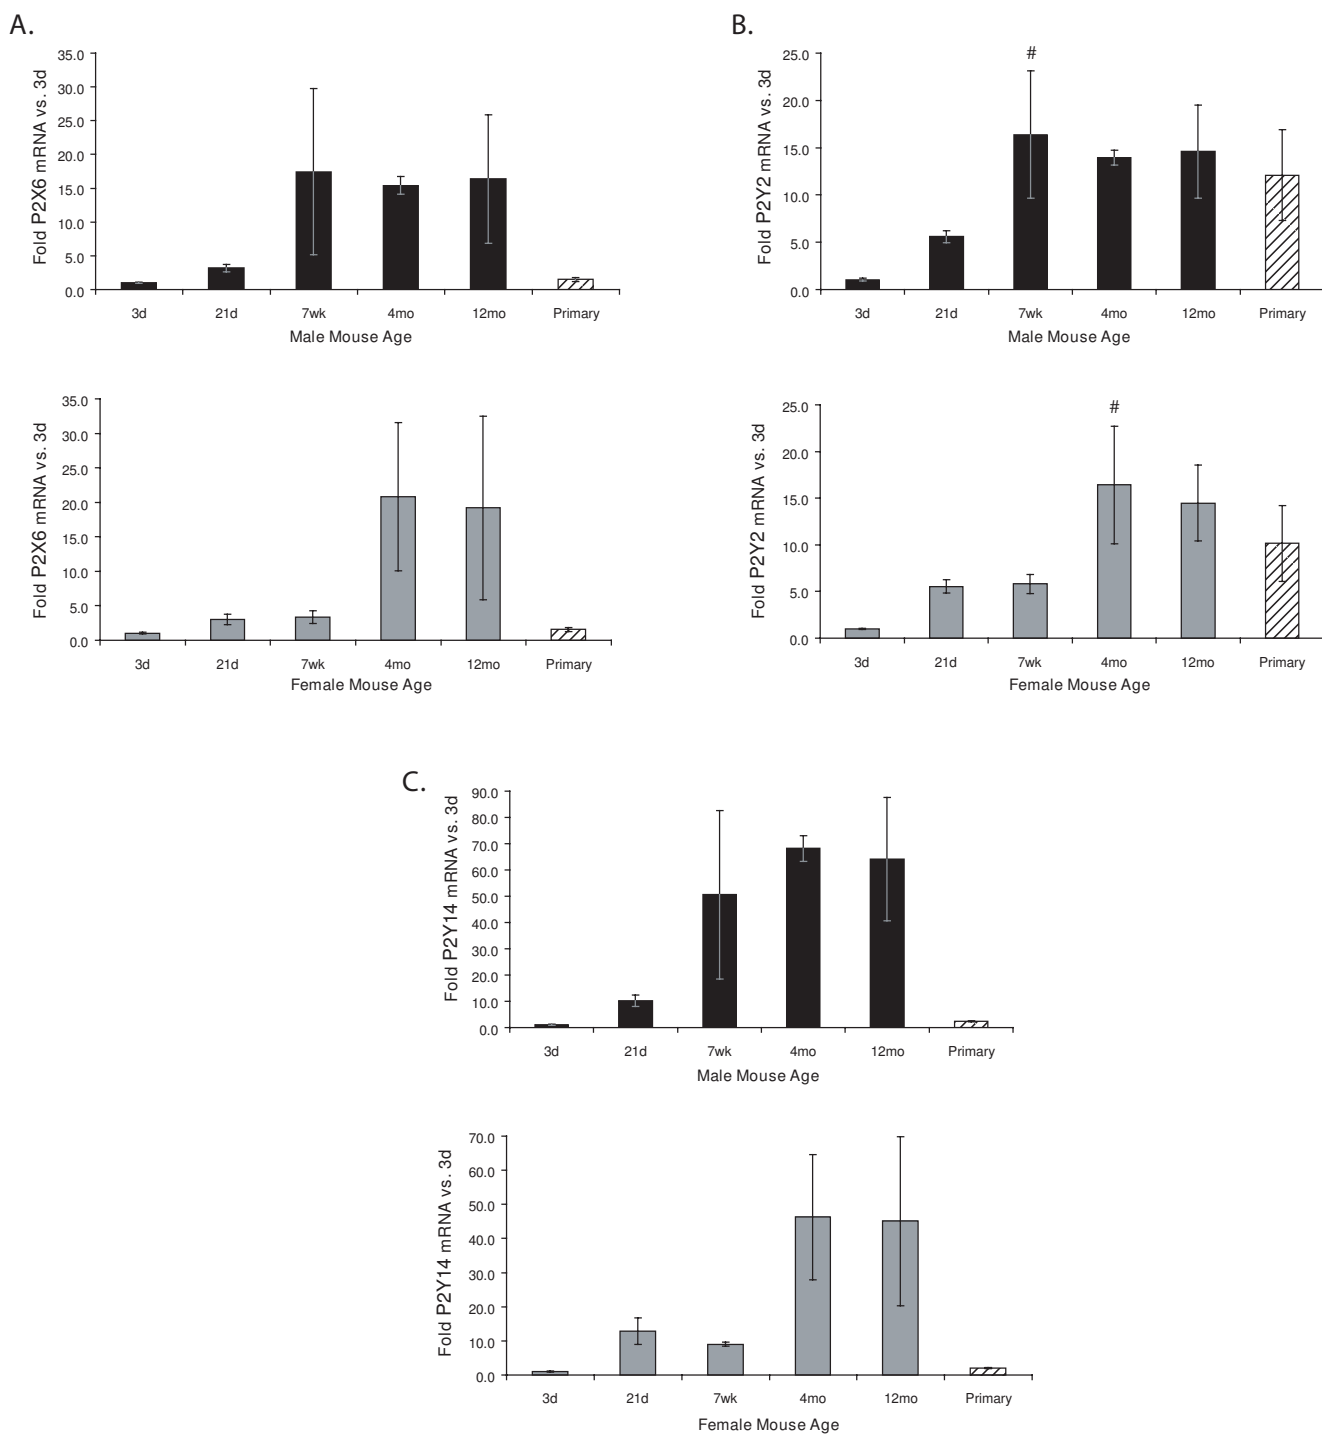 A.
35.0
30.0
25.0
20.0
15.0
10.0
5.0
0.0
Fold P2X6 mRNA vs. 3d
3d 21d 7wk 4mo 12mo Primary
Male Mouse Age
35.0
30.0
25.0
20.0
15.0
10.0
5.0
0.0
Fold P2X6 mRNA vs. 3d
3d 21d 7wk 4mo 12mo Primary
Female Mouse Age
B.
25.0
20.0
15.0
10.0
5.0
0.0
Fold P2Y2 mRNA vs. 3d
#
3d 21d 7wk 4mo 12mo Primary
Male Mouse Age
25.0
20.0
15.0
10.0
5.0
0.0
Fold P2Y2 mRNA vs. 3d
#
3d 21d 7wk 4mo 12mo Primary
Female Mouse Age
C.
90.0
80.0
70.0
60.0
50.0
40.0
30.0
20.0
10.0
0.0
Fold P2Y14 mRNA vs. 3d
3d 21d 7wk 4mo 12mo Primary
Male Mouse Age
70.0
60.0
50.0
40.0
30.0
20.0
10.0
0.0
Fold P2Y14 mRNA vs. 3d
3d 21d 7wk 4mo 12mo Primary
Female Mouse Age